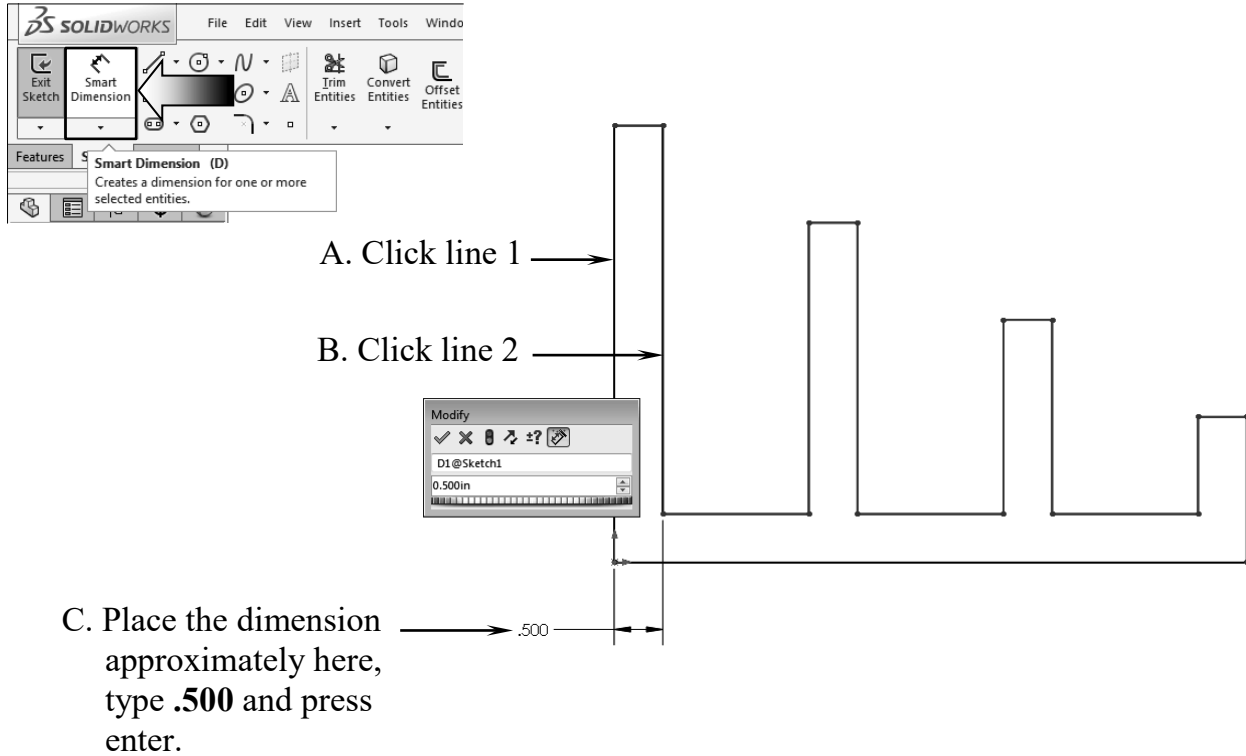 SOLIDWORKS File Edit View Insert Tools Windo
Exit Sketch
Smart Dimension
Trim Entities
Convert Entities
Offset Entities
Features
Smart Dimension (D)
Creates a dimension for one or more
selected entities.
A. Click line 1
B. Click line 2
Modify
D1@Sketch1
0.500in
C. Place the dimension
approximately here,
type .500 and press
enter.
.500